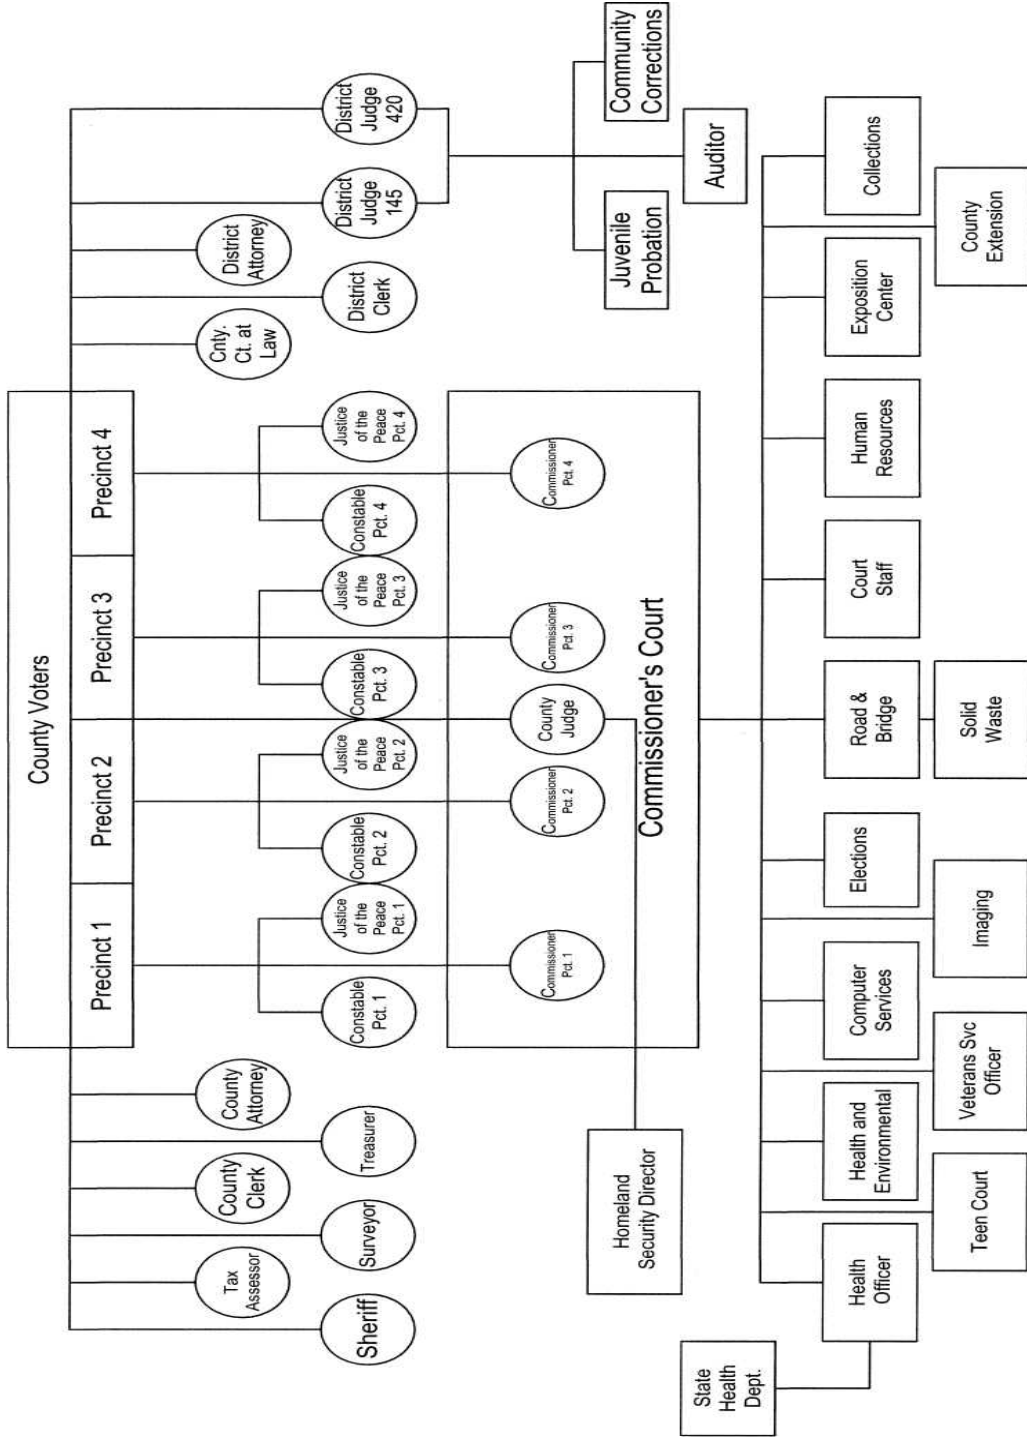 County Voters
Precinct 1
Precinct 2
Precinct 3
Precinct 4
Sheriff
Tax
Assessor
Surveyor
County
Clerk
Treasurer
County
Attorney
Cnty.
Ct. at
Law
District
Clerk
District
Attorney
District
Judge
145
District
Judge
420
Constable
Pct. 1
Justice
of the
Peace
Pct. 1
Constable
Pct. 2
Justice
of the
Peace
Pct. 2
Constable
Pct. 3
Justice
of the
Peace
Pct. 3
Constable
Pct. 4
Justice
of the
Peace
Pct. 4
Commissioner
Pct. 1
Commissioner
Pct. 2
County
Judge
Commissioner
Pct. 3
Commissioner
Pct. 4
Commissioner's Court
Homeland
Security Director
Juvenile
Probation
Community
Corrections
Auditor
State
Health
Dept.
Health
Officer
Health and
Environmental
Computer
Services
Elections
Road &
Bridge
Court
Staff
Human
Resources
Exposition
Center
Collections
Teen Court
Veterans Svc
Officer
Imaging
Solid
Waste
County
Extension